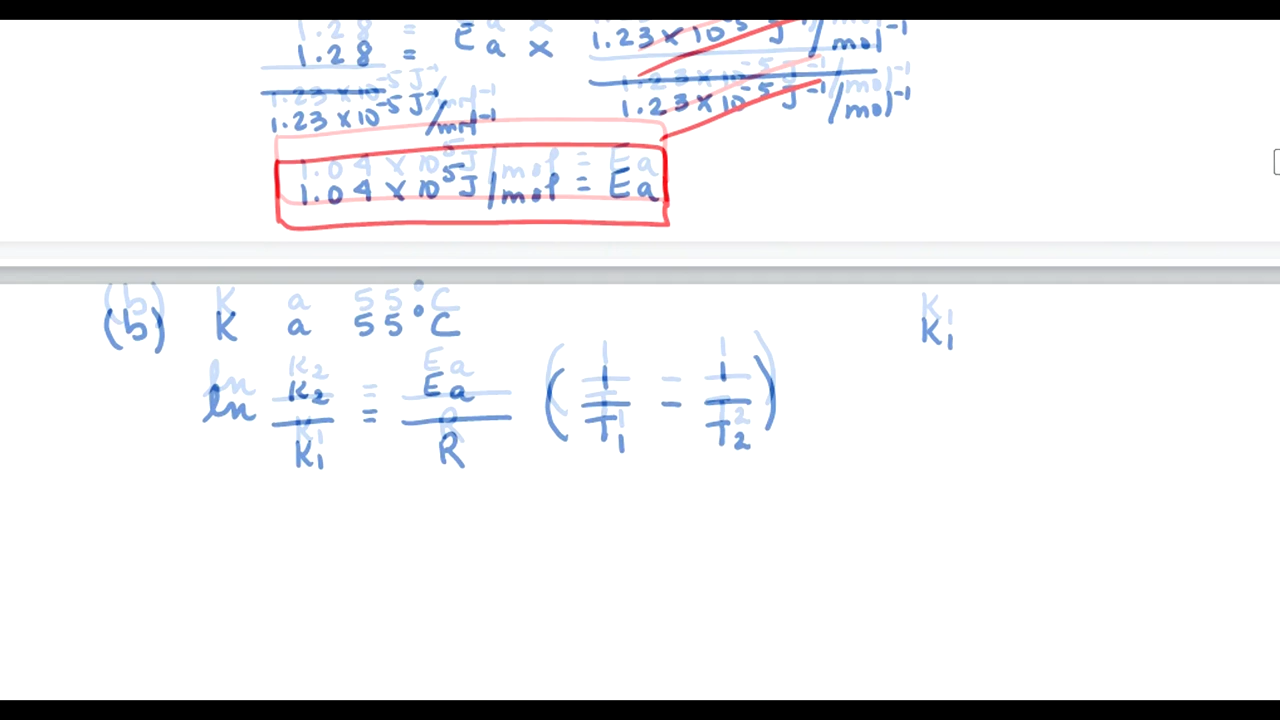 1.28 = Ea x 1.23 x 10⁻⁵ J⁻¹/mol⁻¹
1.23 x 10⁻⁵ J⁻¹/mol⁻¹ 1.23 x 10⁻⁵ J⁻¹/mol⁻¹
1.04 x 10⁵ J/mol = Ea
(b) K a 55°C K₁
ln K₂/K₁ = Ea/R (1/T₁ - 1/T₂)